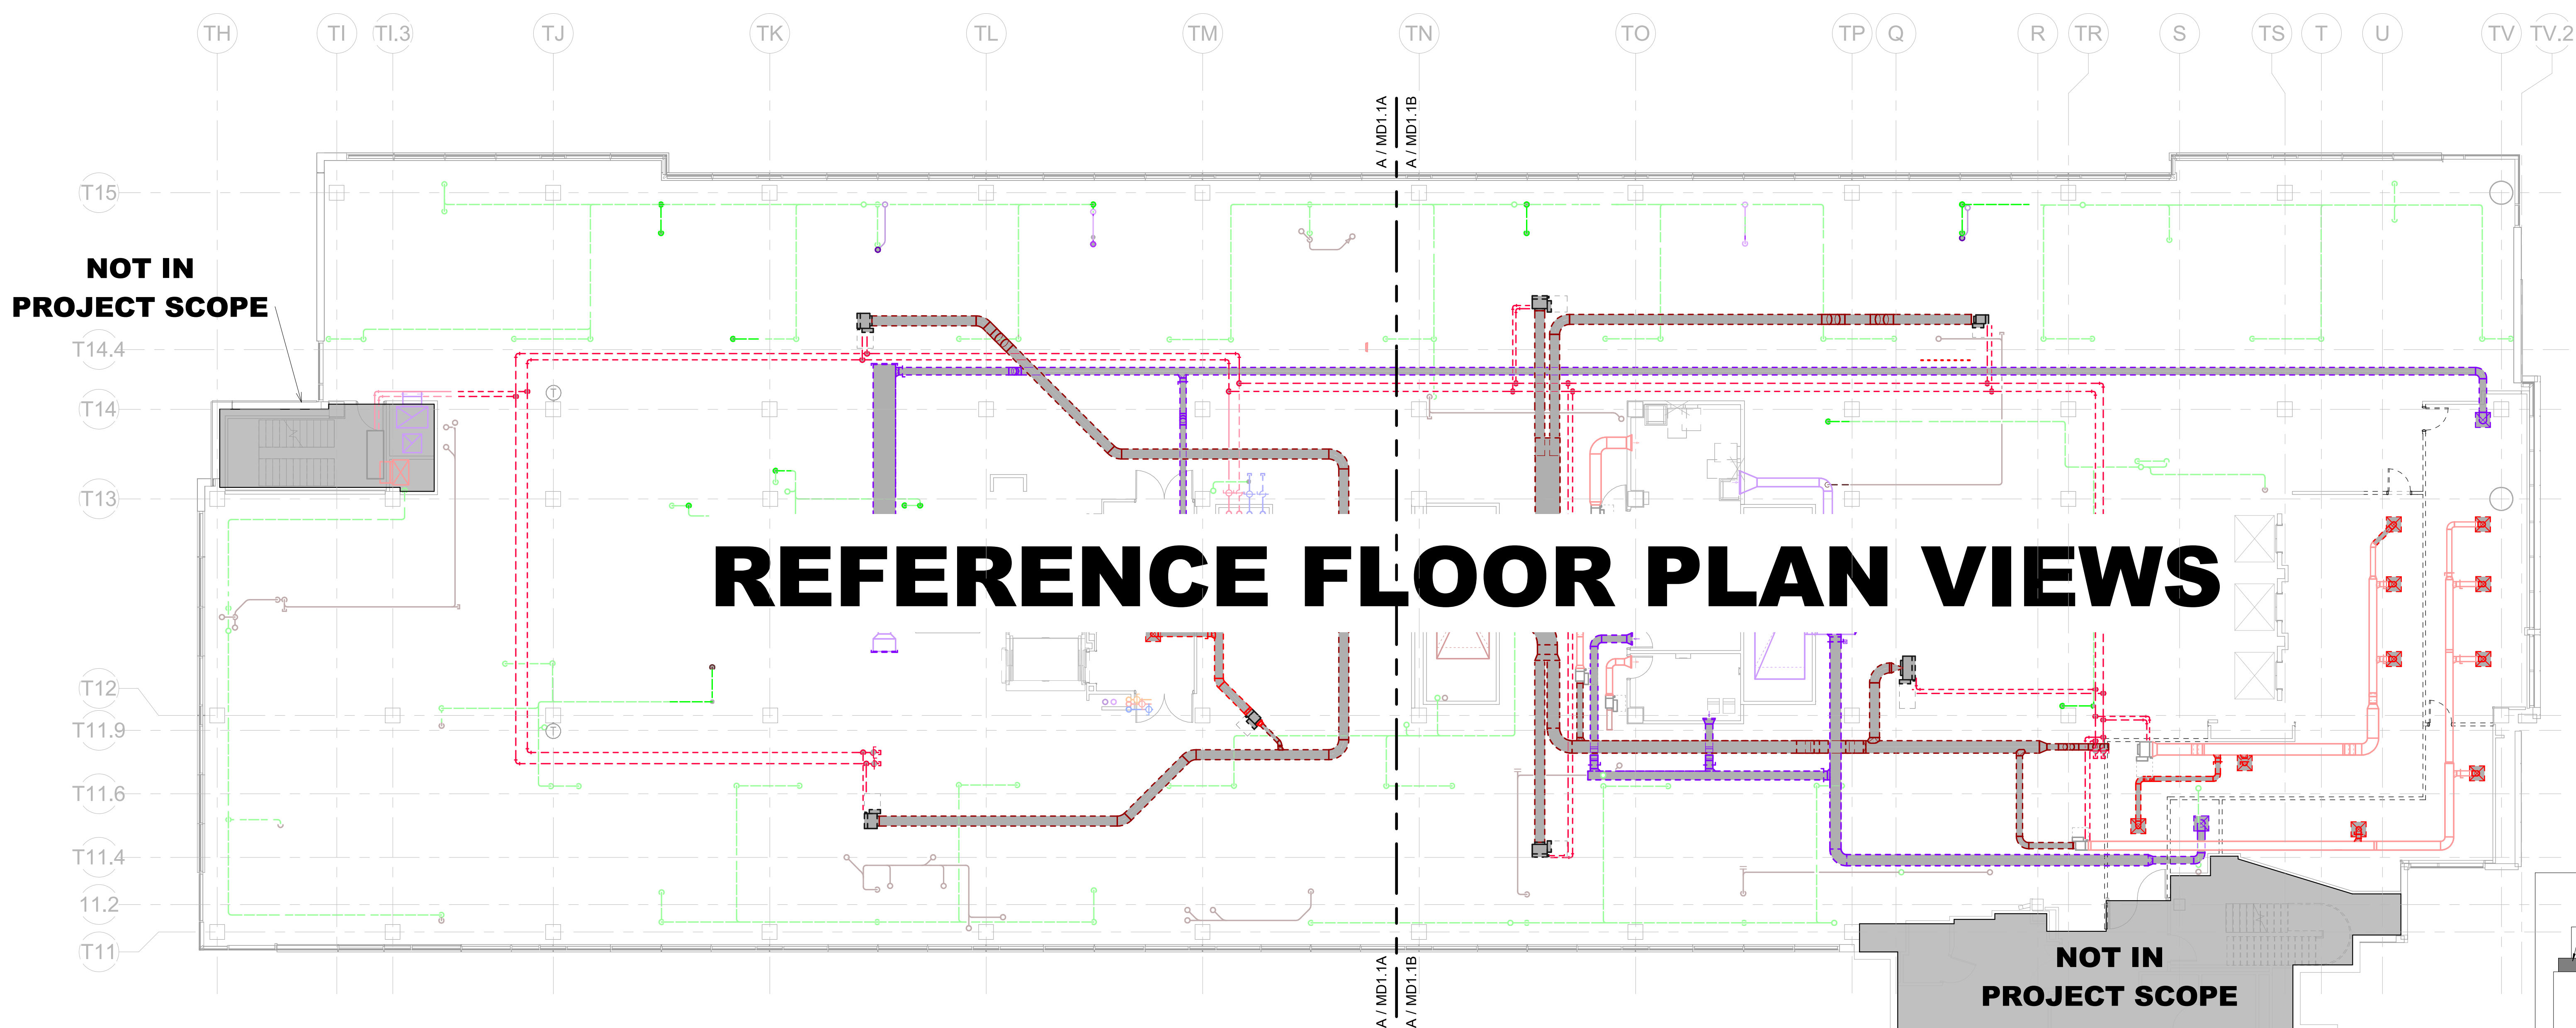 TH TI TI.3 TJ TK TL TM TN TO TP Q R TR S TS T U TV TV.2
A / MD1.1A
A / MD1.1B
T15
NOT IN
PROJECT SCOPE
T14.4
T14
T
T13
REFERENCE FLOOR PLAN VIEWS
T12
T11.9
T
T11.6
T11.4
11.2
T11
NOT IN
PROJECT SCOPE
A / MD1.1A
A / MD1.1B